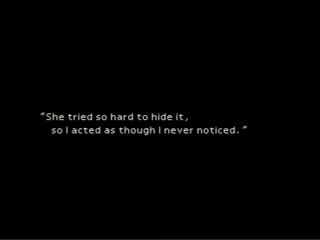 “She tried so hard to hide it,
so I acted as though I never noticed.”